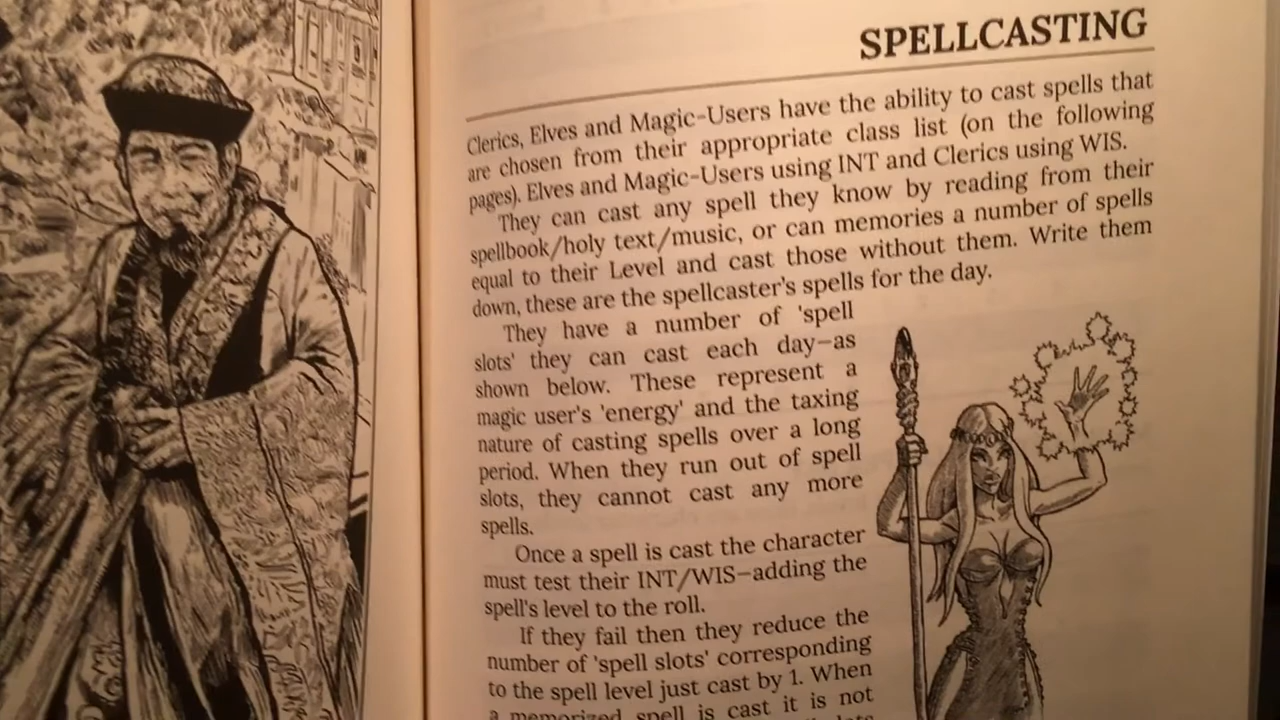 SPELLCASTING
Clerics, Elves and Magic-Users have the ability to cast spells that
are chosen from their appropriate class list (on the following
pages). Elves and Magic-Users using INT and Clerics using WIS.
They can cast any spell they know by reading from their
spellbook/holy text/music, or can memories a number of spells
equal to their Level and cast those without them. Write them
down, these are the spellcaster's spells for the day.
They have a number of 'spell
slots' they can cast each day—as
shown below. These represent a
magic user's 'energy' and the taxing
nature of casting spells over a long
period. When they run out of spell
slots, they cannot cast any more
spells.
Once a spell is cast the character
must test their INT/WIS—adding the
spell's level to the roll.
If they fail then they reduce the
number of 'spell slots' corresponding
to the spell level just cast by 1. When
a memorized spell is cast it is not